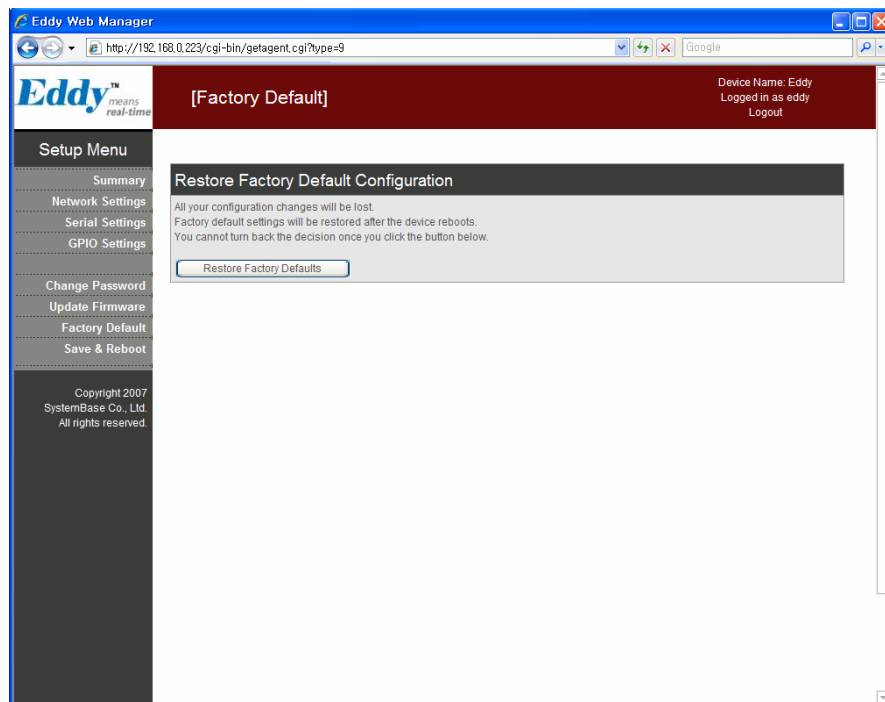 Eddy Web Manager
http://192,168,0,223/cgi-bin/getagent,cgi?type=9
Google
Eddy™
means
real-time
[Factory Default]
Device Name: Eddy
Logged in as eddy
Logout
Setup Menu
Summary
Network Settings
Serial Settings
GPIO Settings
Change Password
Update Firmware
Factory Default
Save & Reboot
Copyright 2007
SystemBase Co., Ltd.
All rights reserved.
Restore Factory Default Configuration
All your configuration changes will be lost.
Factory default settings will be restored after the device reboots.
You cannot turn back the decision once you click the button below.
Restore Factory Defaults